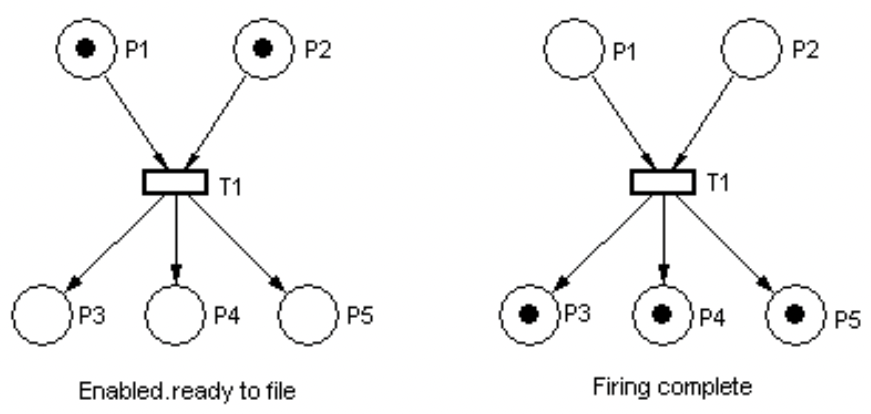 P1 P2 P1 P2
T1 T1
P3 P4 P5 P3 P4 P5
Enabled.ready to file
Firing complete